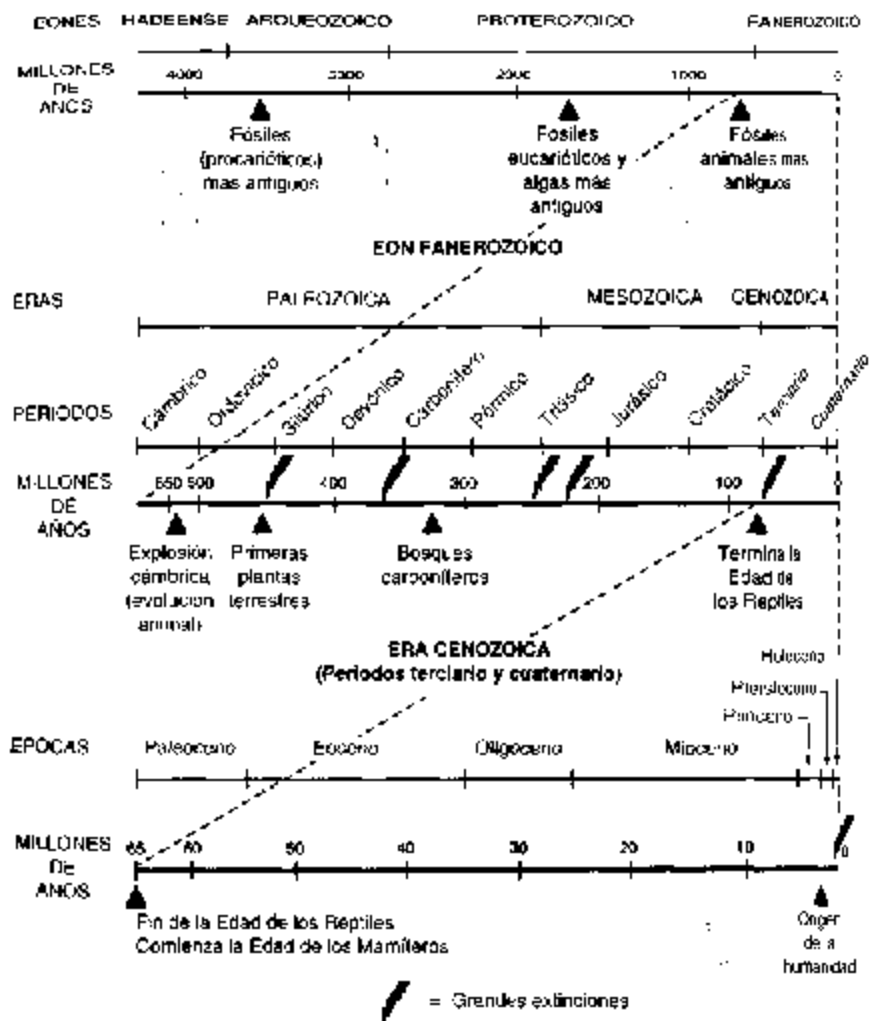 EONES HADEENSE ARQUEOZOICO PROTEROZOICO FANEROZOICO
MILLONES DE AÑOS
4000 3000 2000 1000 0
Fósiles (procarióticos) mas antiguos
Fósiles eucarióticos y algas más antiguos
Fósiles animales mas antiguos
EON FANEROZOICO
ERAS PALEOZOICA MESOZOICA CENOZOICA
PERIODOS Cámbrico Ordovícico Silúrico Devónico Carbonífero Pérmico Triásico Jurásico Cretácico Terciario Cuaternario
MILLONES DE AÑOS
550 500 400 300 200 100 0
Explosión cámbrica (evolución animal)
Primeras plantas terrestres
Bosques carboníferos
Termina la Edad de los Reptiles
ERA CENOZOICA
(Periodos terciario y cuaternario)
Holoceno
Pleistoceno
Plioceno
EPOCAS Paleoceno Eoceno Oligoceno Mioceno
MILLONES DE AÑOS
65 60 50 40 30 20 10 0
Fin de la Edad de los Reptiles
Comienza la Edad de los Mamíferos
Origen de la humanidad
= Grandes extinciones